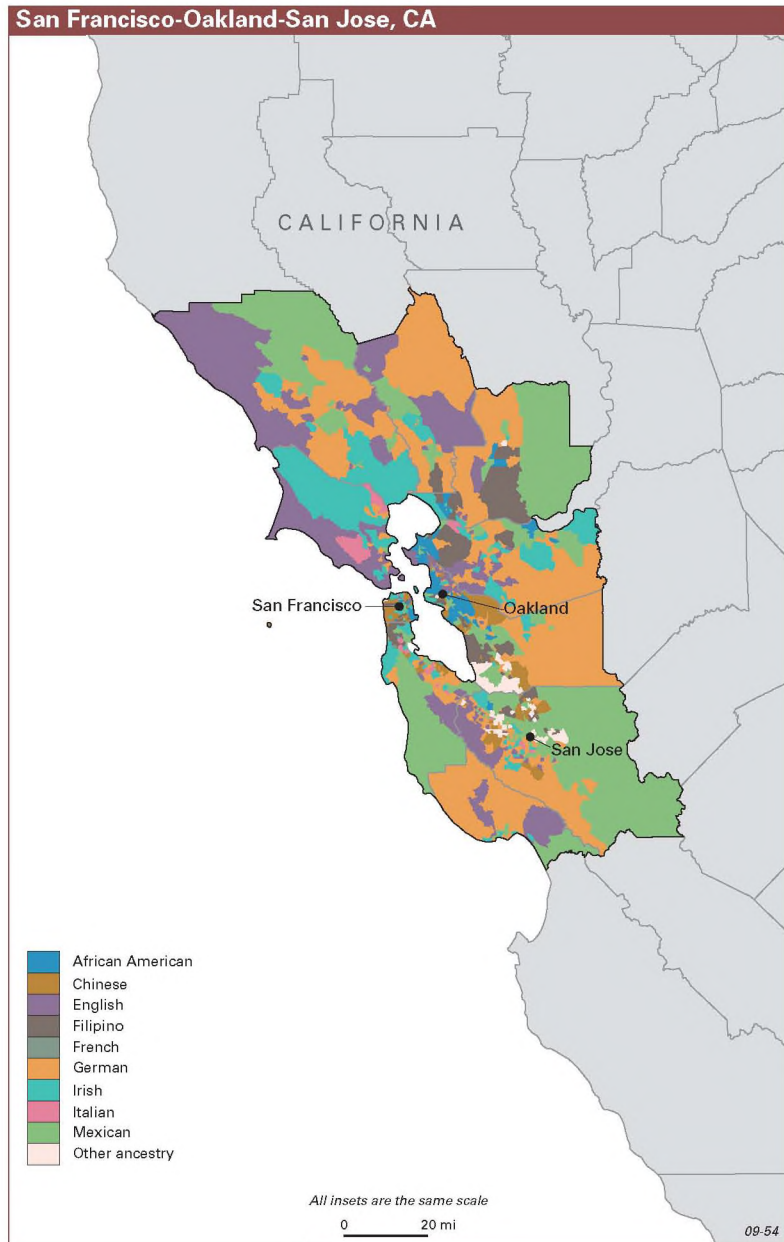 San Francisco-Oakland-San Jose, CA
CALIFORNIA
San Francisco
Oakland
San Jose
African American
Chinese
English
Filipino
French
German
Irish
Italian
Mexican
Other ancestry
All insets are the same scale
0 20 mi
09-54